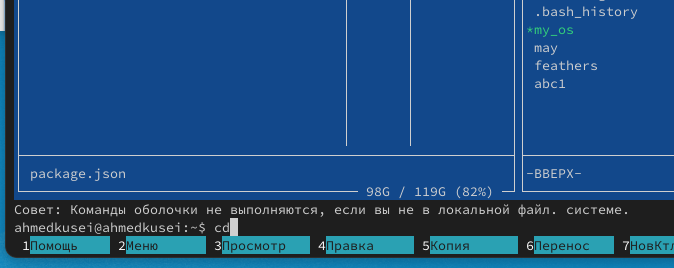 .bash_history
*my_os
may
feathers
abc1
package.json
98G / 119G (82%)
-ВВЕРХ-
Совет: Команды оболочки не выполняются, если вы не в локальной файл. системе.
ahmedkusei@ahmedkusei:~$ cd
1Помощь 2Меню 3Просмотр 4Правка 5Копия 6Перенос 7НовКтл